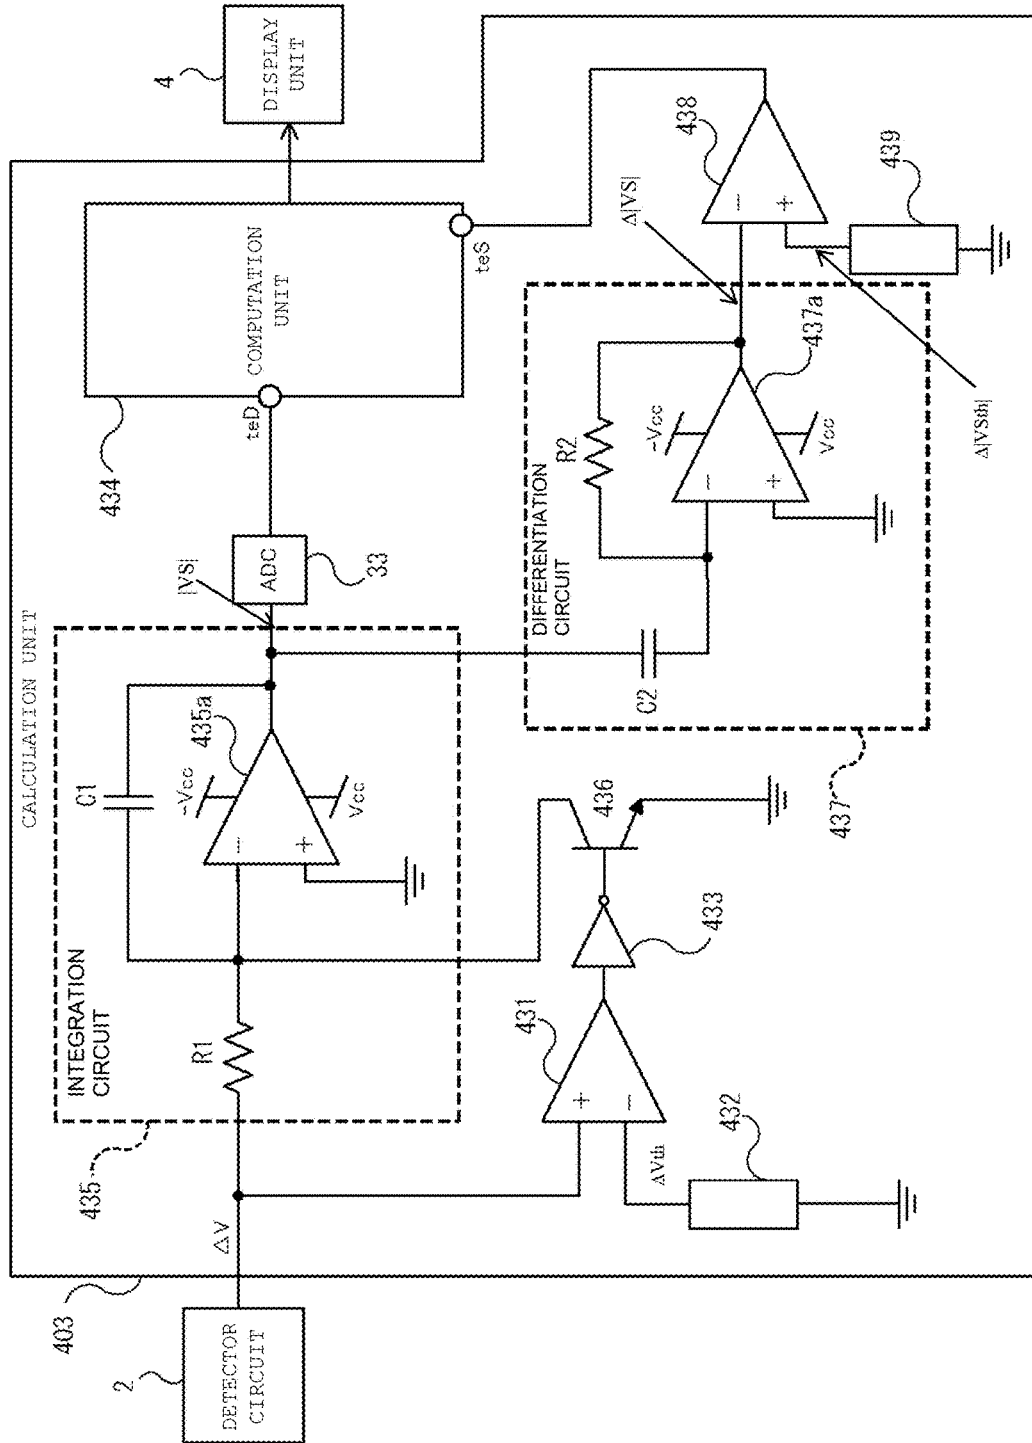 2
DETECTOR
CIRCUIT
403
CALCULATION UNIT
ΔV
435
INTEGRATION
CIRCUIT
R1
C1
-Vcc
435a
−
+
Vcc
|VS|
ADC
33
434
teD
COMPUTATION
UNIT
teS
4
DISPLAY
UNIT
431
+
−
ΔVth
432
433
436
437
DIFFERENTIATION
CIRCUIT
C2
R2
-Vcc
−
+
Vcc
437a
Δ|VS|
438
−
+
439
Δ|VSth|